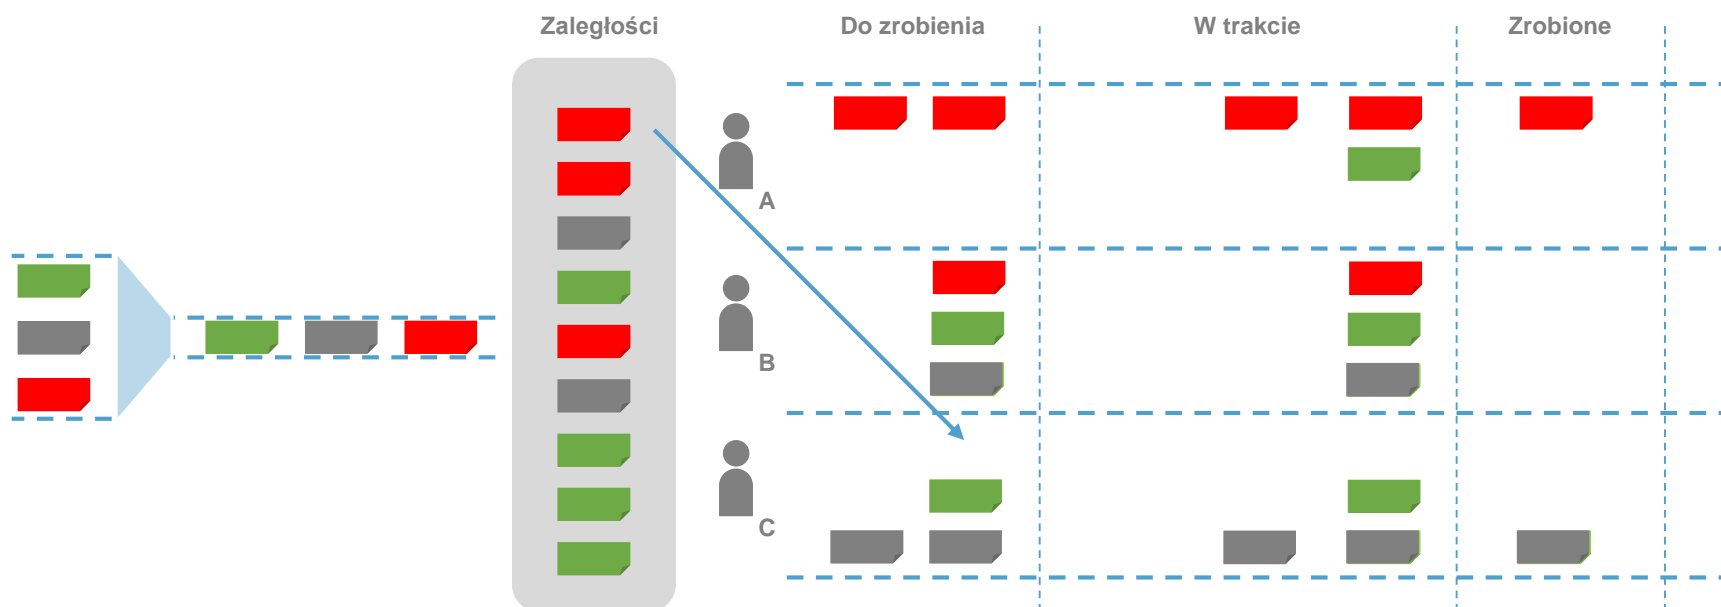 Zaległości
Do zrobienia
W trakcie
Zrobione
A
B
C